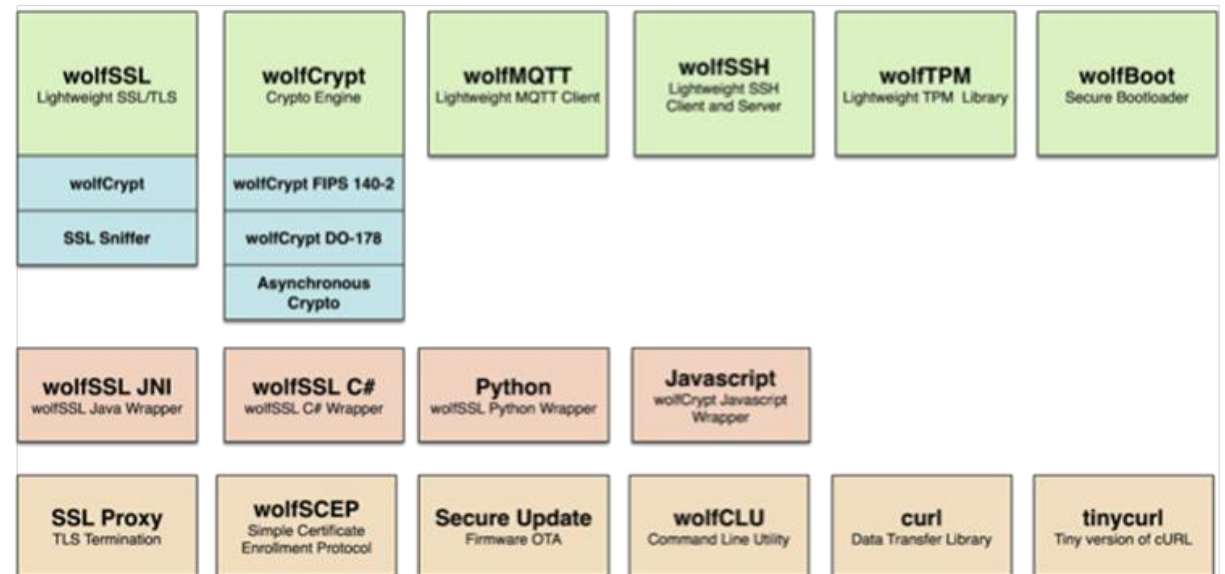 wolfSSL
Lightweight SSL/TLS
wolfCrypt
SSL Sniffer
wolfCrypt
Crypto Engine
wolfCrypt FIPS 140-2
wolfCrypt DO-178
Asynchronous
Crypto
wolfMQTT
Lightweight MQTT Client
wolfSSH
Lightweight SSH
Client and Server
wolfTPM
Lightweight TPM Library
wolfBoot
Secure Bootloader
wolfSSL JNI
wolfSSL Java Wrapper
wolfSSL C#
wolfSSL C# Wrapper
Python
wolfSSL Python Wrapper
Javascript
wolfCrypt Javascript
Wrapper
SSL Proxy
TLS Termination
wolfSCEP
Simple Certificate
Enrollment Protocol
Secure Update
Firmware OTA
wolfCLU
Command Line Utility
curl
Data Transfer Library
tinycurl
Tiny version of cURL